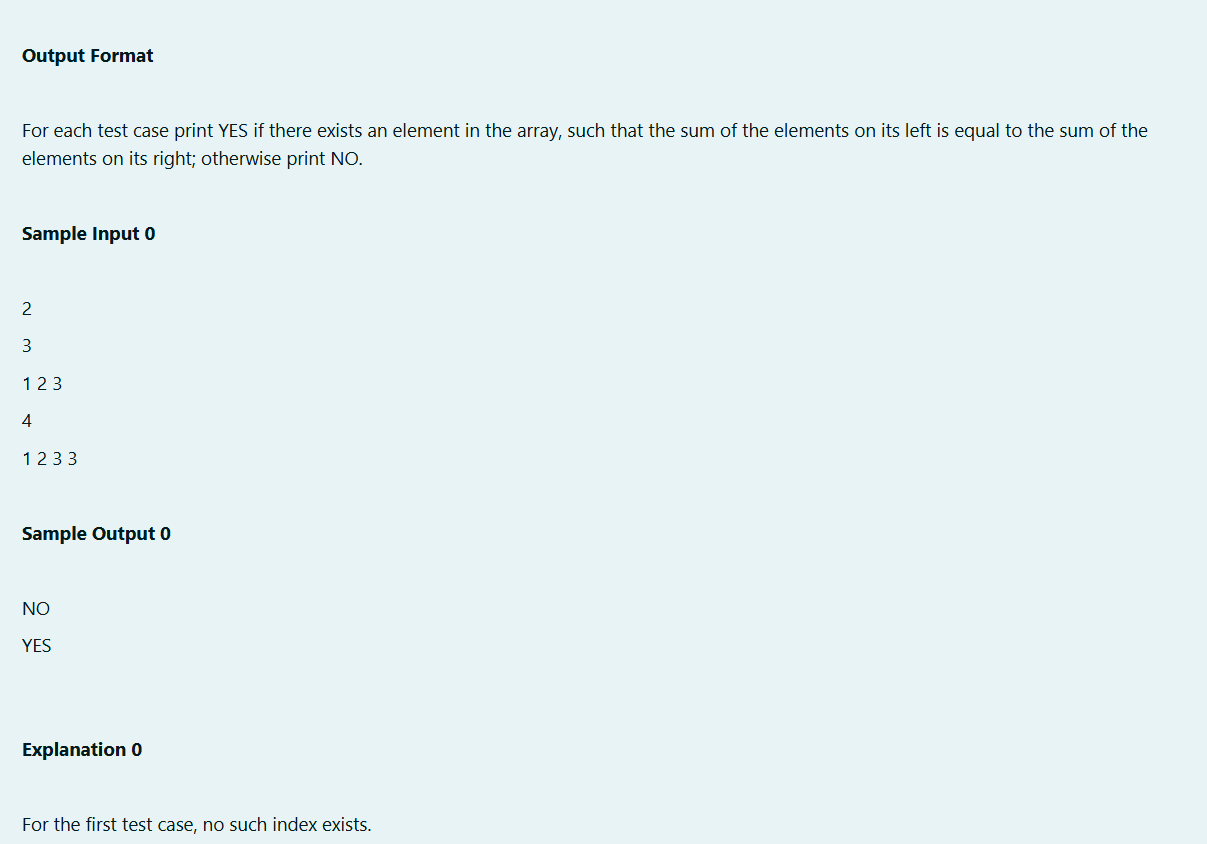 Output Format
For each test case print YES if there exists an element in the array, such that the sum of the elements on its left is equal to the sum of the
elements on its right; otherwise print NO.
Sample Input 0
2
3
1 2 3
4
1 2 3 3
Sample Output 0
NO
YES
Explanation 0
For the first test case, no such index exists.